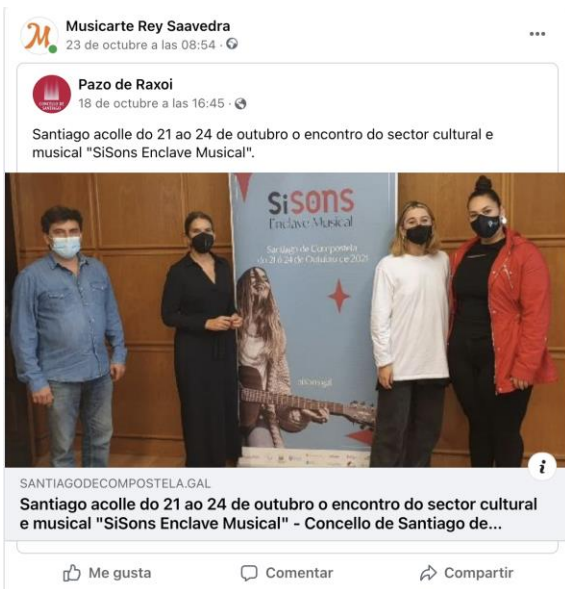 Musicarte Rey Saavedra
23 de octubre a las 08:54 ·
Pazo de Raxoi
18 de octubre a las 16:45 ·
Santiago acolle do 21 ao 24 de outubro o encontro do sector cultural e
musical "SiSons Enclave Musical".
SiSons
Enclave Musical
Santiago de Compostela
do 21 ó 24 de Outubro de 2021
SANTIAGODECOMPOSTELA.GAL
Santiago acolle do 21 ao 24 de outubro o encontro do sector cultural
e musical "SiSons Enclave Musical" - Concello de Santiago de...
Me gusta
Comentar
Compartir